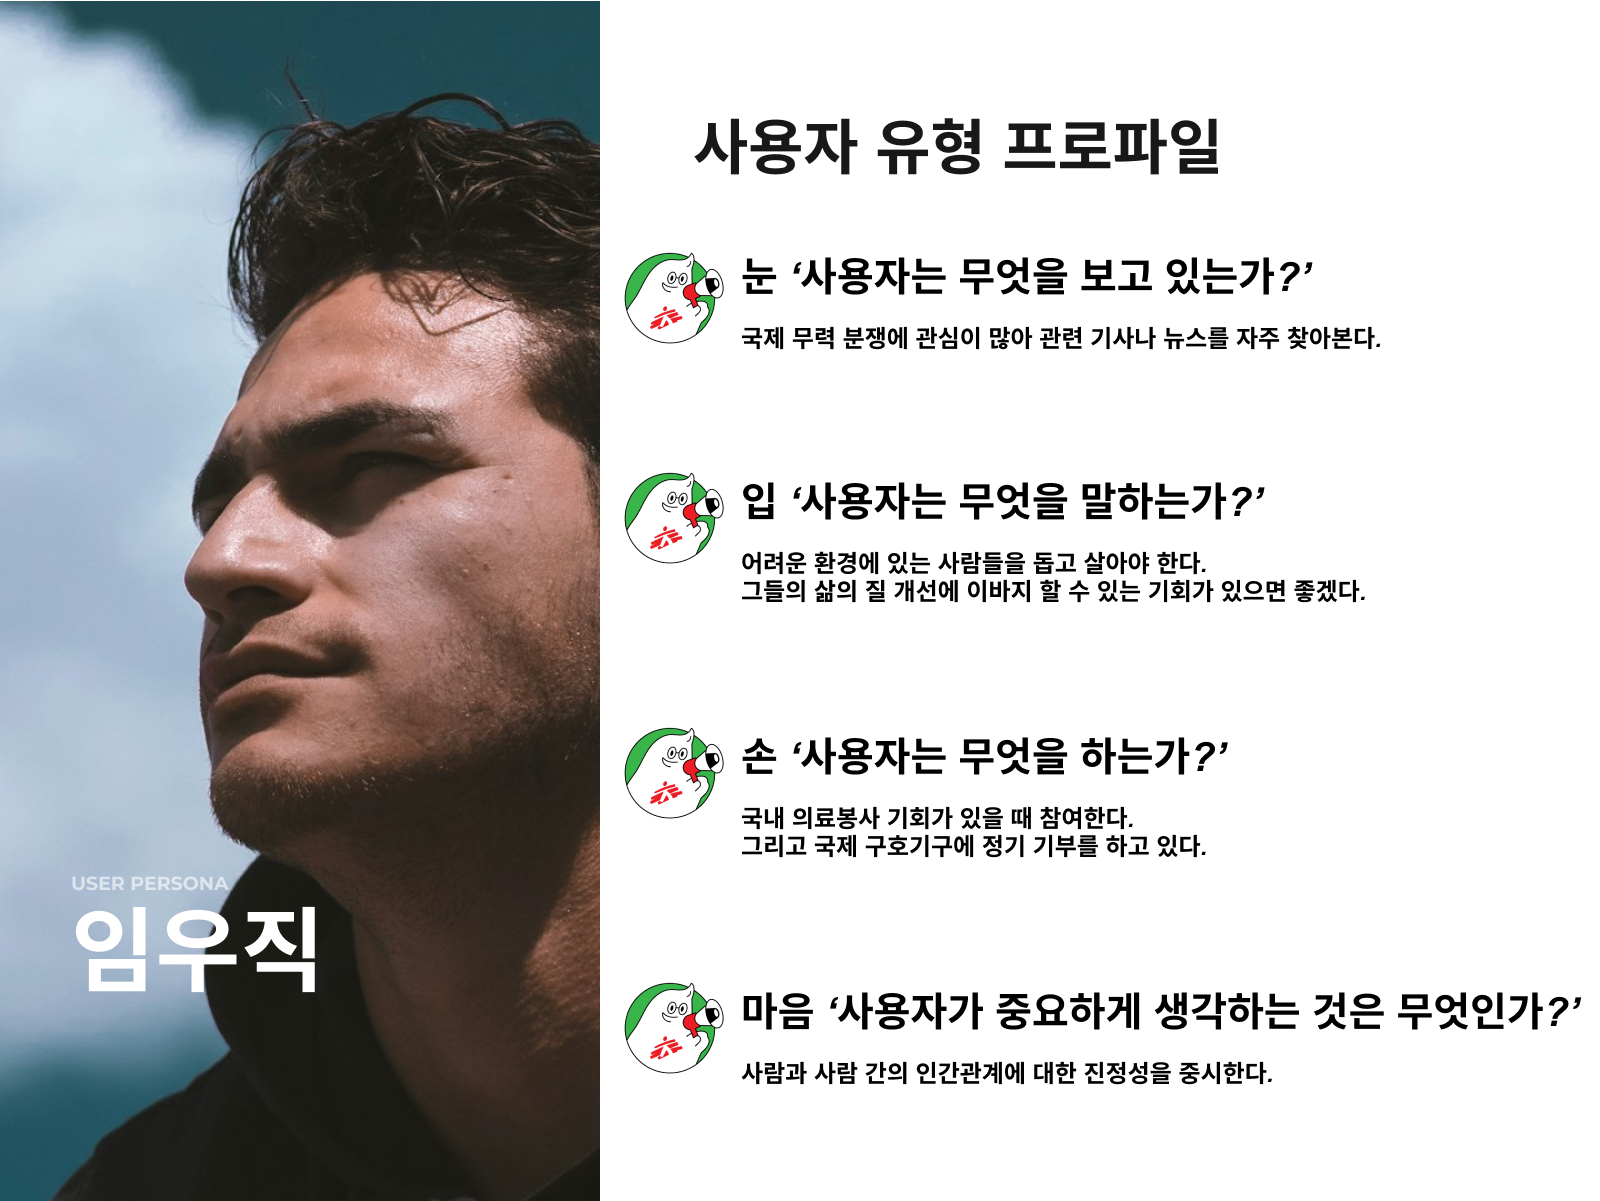 사용자 유형 프로파일
눈 ‘사용자는 무엇을 보고 있는가?’
국제 무력 분쟁에 관심이 많아 관련 기사나 뉴스를 자주 찾아본다.
입 ‘사용자는 무엇을 말하는가?’
어려운 환경에 있는 사람들을 돕고 살아야 한다.
그들의 삶의 질 개선에 이바지 할 수 있는 기회가 있으면 좋겠다.
손 ‘사용자는 무엇을 하는가?’
국내 의료봉사 기회가 있을 때 참여한다.
그리고 국제 구호기구에 정기 기부를 하고 있다.
마음 ‘사용자가 중요하게 생각하는 것은 무엇인가?’
사람과 사람 간의 인간관계에 대한 진정성을 중시한다.
USER PERSONA
임우직